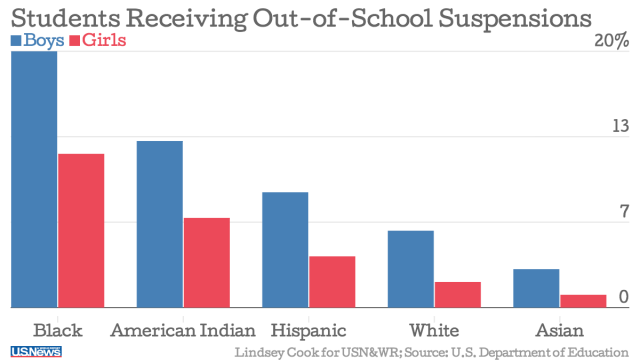 Students Receiving Out-of-School Suspensions
Boys Girls
20%
13
7
0
Black American Indian Hispanic White Asian
USNews Lindsey Cook for USN&WR; Source: U.S. Department of Education